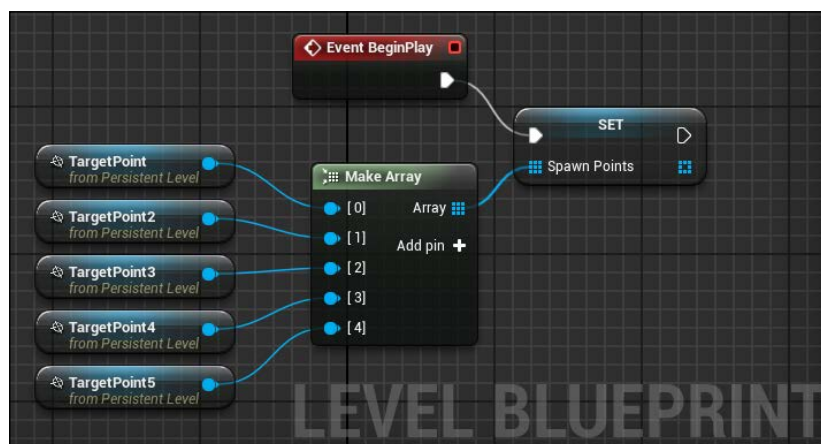 Event BeginPlay
SET
Spawn Points
TargetPoint
from Persistent Level
TargetPoint2
from Persistent Level
TargetPoint3
from Persistent Level
TargetPoint4
from Persistent Level
TargetPoint5
from Persistent Level
Make Array
[0] Array
[1] Add pin +
[2]
[3]
[4]
LEVEL BLUEPRINT